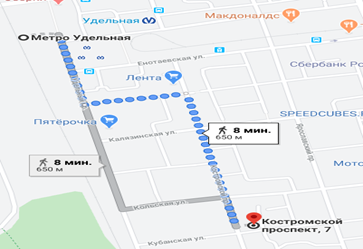 Удельная
Макдоналдс
Метро Удельная
Енотаевская ул.
Сбербанк Ро
Лента
Пятёрочка
SPEEDCUBES.
Калязинская ул.
8 мин.
650 м
8 мин.
650 м
Мото
Кольская ул.
Костромской
проспект, 7
Кубанская ул.